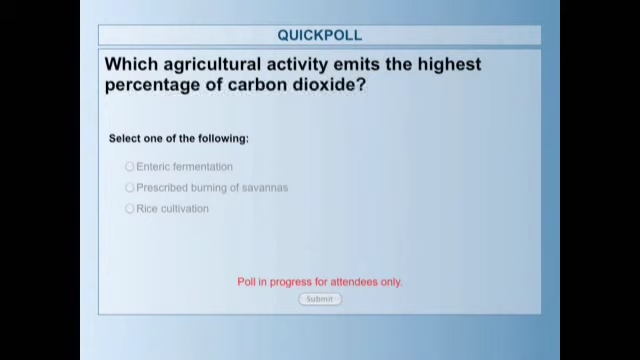 QUICKPOLL
Which agricultural activity emits the highest
percentage of carbon dioxide?
Select one of the following:
Enteric fermentation
Prescribed burning of savannas
Rice cultivation
Poll in progress for attendees only.
Submit